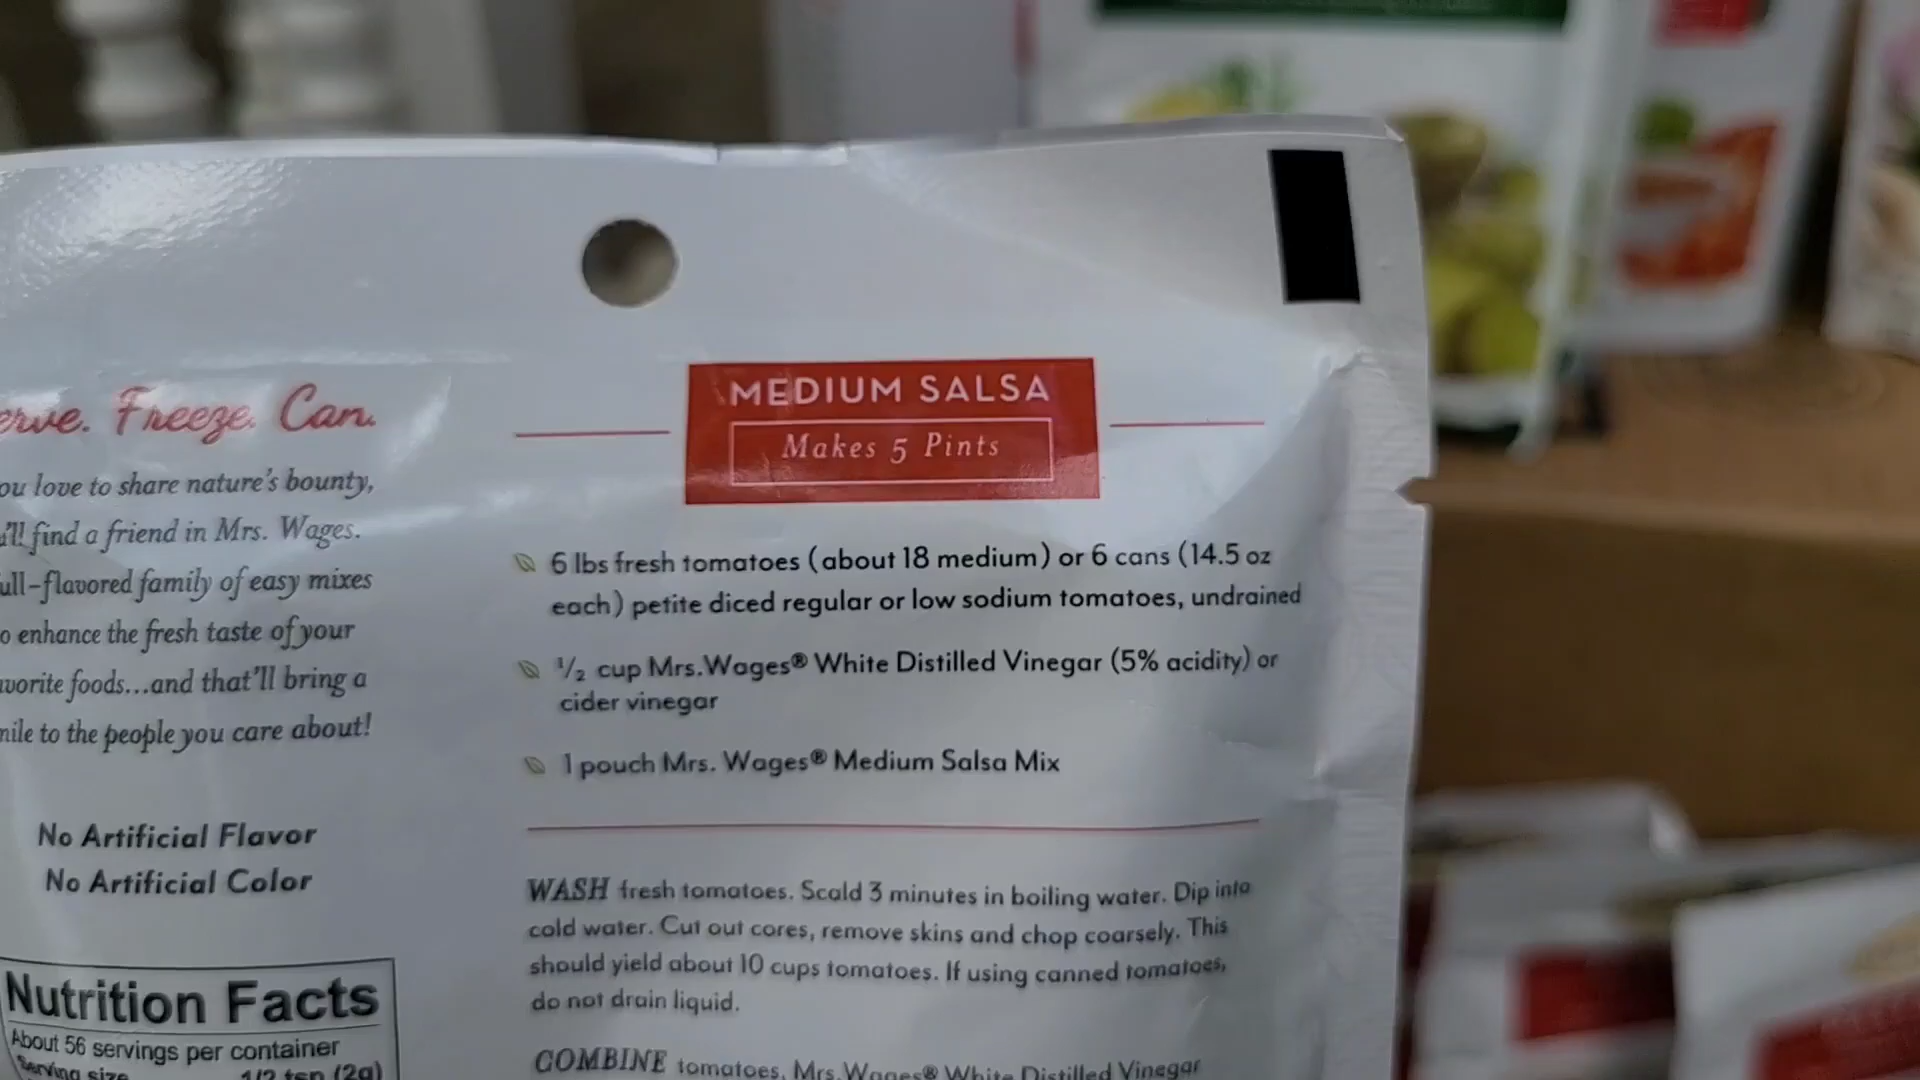 Freeze. Can.
love to share nature's bounty,
find a friend in Mrs. Wages.
family of easy mixes
enhance the fresh taste of your
foods...and that'll bring a
to the people you care about!
No Artificial Flavor
No Artificial Color
Nutrition Facts
About 56 servings per container
Serving size 1/2 tsp (2g)
MEDIUM SALSA
Makes 5 Pints
6 lbs fresh tomatoes (about 18 medium) or 6 cans (14.5 oz
each) petite diced regular or low sodium tomatoes, undrained
½ cup Mrs.Wages® White Distilled Vinegar (5% acidity) or
cider vinegar
1 pouch Mrs. Wages® Medium Salsa Mix
WASH fresh tomatoes. Scald 3 minutes in boiling water. Dip into
cold water. Cut out cores, remove skins and chop coarsely. This
should yield about 10 cups tomatoes. If using canned tomatoes,
do not drain liquid.
COMBINE tomatoes, Mrs.Wages® White Distilled Vinegar